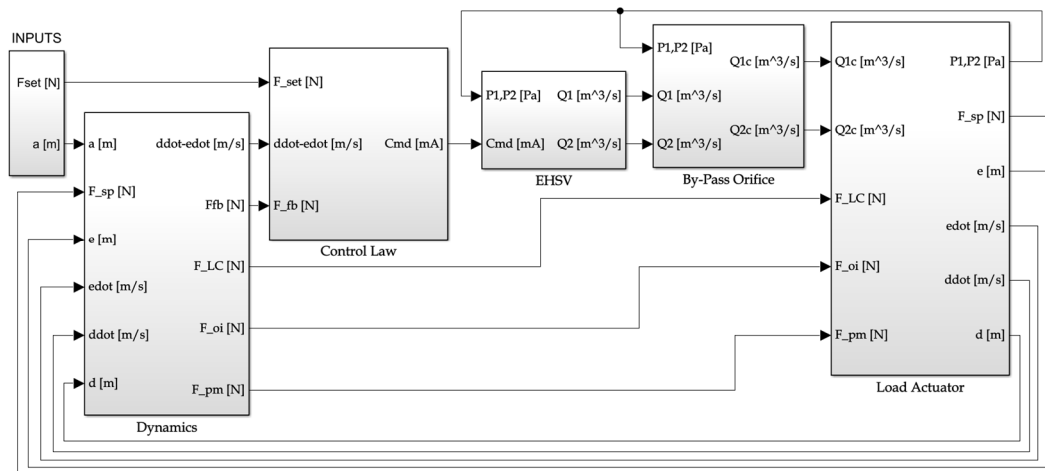 INPUTS
Fset [N]
a [m]
a [m]
F_sp [N]
e [m]
edot [m/s]
ddot [m/s]
d [m]
ddot-edot [m/s]
Ffb [N]
F_LC [N]
F_oi [N]
F_pm [N]
Dynamics
F_set [N]
ddot-edot [m/s]
F_fb [N]
Cmd [mA]
Control Law
P1,P2 [Pa]
Cmd [mA]
Q1 [m^3/s]
Q2 [m^3/s]
EHSV
P1,P2 [Pa]
Q1 [m^3/s]
Q2 [m^3/s]
Q1c [m^3/s]
Q2c [m^3/s]
By-Pass Orifice
Q1c [m^3/s]
Q2c [m^3/s]
F_LC [N]
F_oi [N]
F_pm [N]
P1,P2 [Pa]
F_sp [N]
e [m]
edot [m/s]
ddot [m/s]
d [m]
Load Actuator